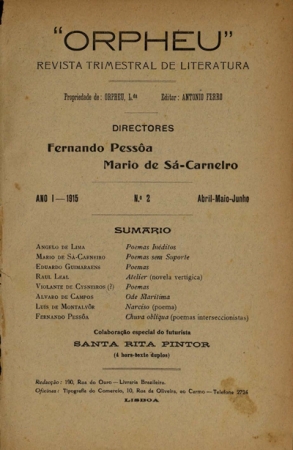 "ORPHEU"
REVISTA TRIMESTRAL DE LITERATURA
Propriedade de: ORPHEU, L.da Editor: ANTONIO FERRO
DIRECTORES
Fernando Pessôa
Mario de Sá-Carneiro
ANO I—1915 N.º 2 Abril-Maio-Junho
SUMARIO
ANGELO DE LIMA Poemas Inéditos
MARIO DE SÁ-CARNEIRO Poemas sem Suporte
EDUARDO GUIMARAENS Poemas
RAUL LEAL Atelier (novela vertigica)
VIOLANTE DE CYSNEIROS (?) Poemas
ALVARO DE CAMPOS Ode Marítima
LUÍS DE MONTALVÔR Narciso (poema)
FERNANDO PESSÔA Chuva oblíqua (poemas interseccionistas)
Colaboração especial do futurista
SANTA RITA PINTOR
(4 hors-texte duplos)
Redacção: 190, Rua do Ouro — Livraria Brazileira.
Oficinas: Tipografia do Comercio, 10, Rua da Oliveira, ao Carmo — Telefone 2724
LISBOA